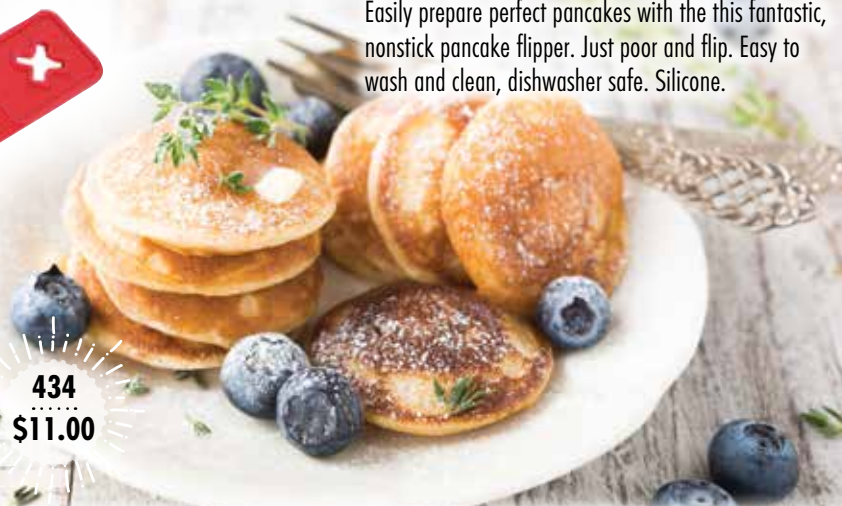 Easily prepare perfect pancakes with the this fantastic,
nonstick pancake flipper. Just poor and flip. Easy to
wash and clean, dishwasher safe. Silicone.
434
$11.00